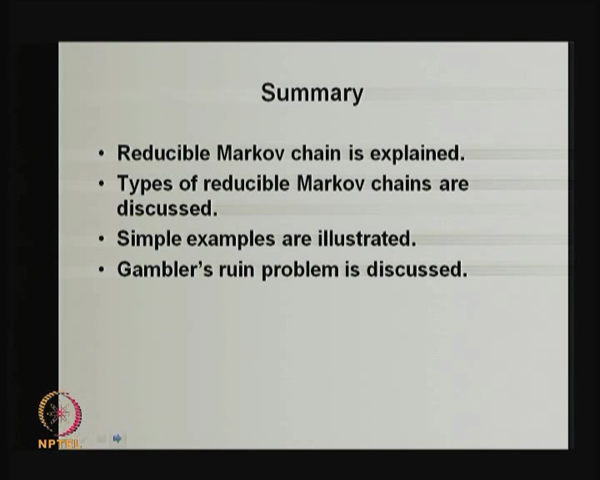 Summary
• Reducible Markov chain is explained.
• Types of reducible Markov chains are
discussed.
• Simple examples are illustrated.
• Gambler's ruin problem is discussed.
NPTEL